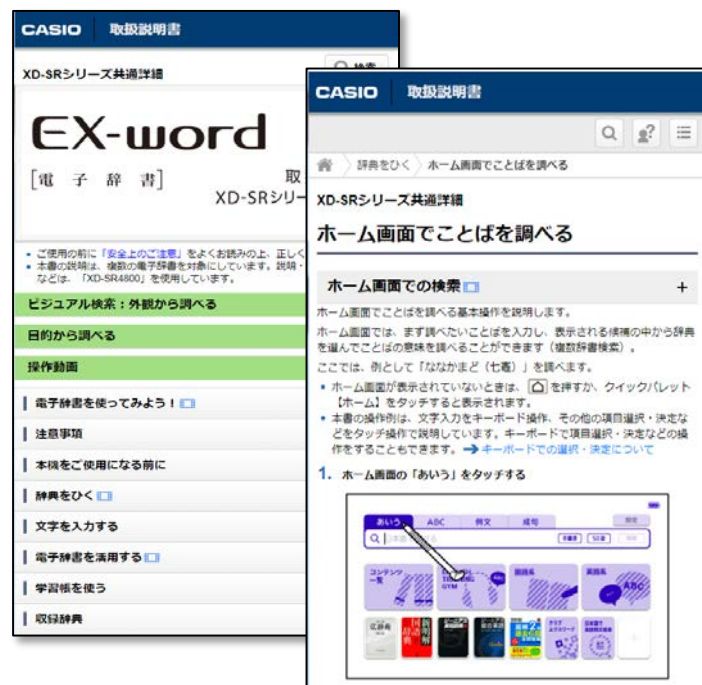 CASIO 取扱説明書
XD-SRシリーズ共通詳細
EX-word
[電子辞書]
取
XD-SRシリー
• ご使用の前に「安全上のご注意」をよくお読みの上、正しく
• 本書の説明は、複数の電子辞書を対象にしています。説明・
などは、「XD-SR4800」を使用しています。
ビジュアル検索：外観から調べる
目的から調べる
操作動画
電子辞書を使ってみよう！
注意事項
本機をご使用になる前に
辞典をひく
文字を入力する
電子辞書を活用する
学習帳を使う
収録辞典
CASIO 取扱説明書
辞典をひく 〉 ホーム画面でことばを調べる
XD-SRシリーズ共通詳細
ホーム画面でことばを調べる
ホーム画面での検索 +
ホーム画面でことばを調べる基本操作を説明します。
ホーム画面では、まず調べたいことばを入力し、表示される候補の中から辞典
を選んでことばの意味を調べることができます（複数辞書検索）。
ここでは、例として「ななかまど（七竈）」を調べます。
• ホーム画面が表示されていないときは、を押すか、クイックパレット
【ホーム】をタッチすると表示されます。
• 本書の操作例は、文字入力をキーボード操作、その他の項目選択・決定な
どをタッチ操作で説明しています。キーボードで項目選択・決定などの操
作をすることもできます。➔ キーボードでの選択・決定について
1. ホーム画面の「あいう」をタッチする
あいう ABC 例文 成句
コンテンツ
一覧
国語系
英語系
ABC
広辞苑
新明解
国語
辞典